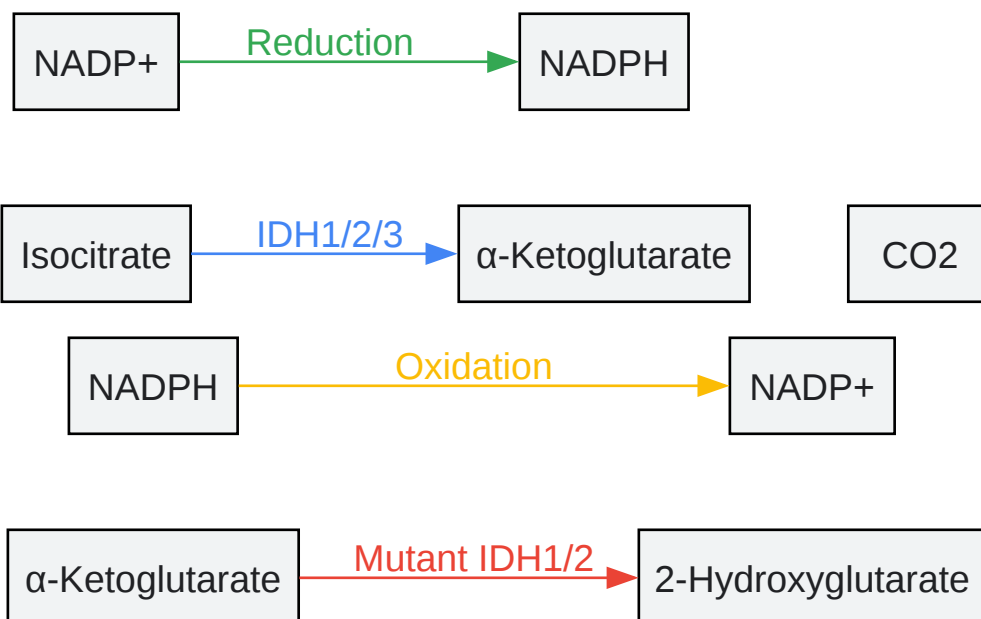 NADP+
Reduction
NADPH
Isocitrate
IDH1/2/3
α-Ketoglutarate
CO2
NADPH
Oxidation
NADP+
α-Ketoglutarate
Mutant IDH1/2
2-Hydroxyglutarate